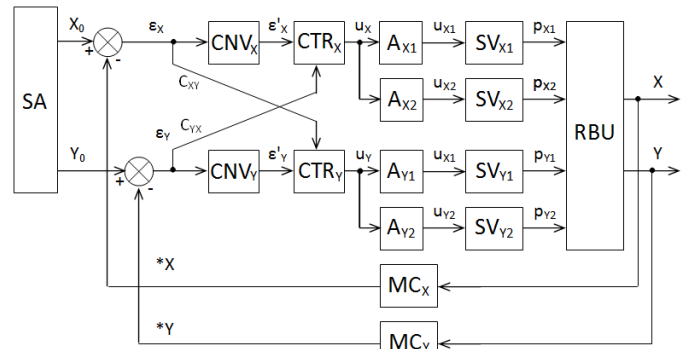 X₀ εX ε'X uX uX1 pX1
+ - CNVX CTRX AX1 SVX1
CXY uX2 pX2 X
AX2 SVX2
SA RBU
εY CYX
Y₀ ε'Y uY uX1 pY1 Y
+ - CNVY CTRY AY1 SVY1
uY2 pY2
AY2 SVY2
*X MCX
*Y MCY